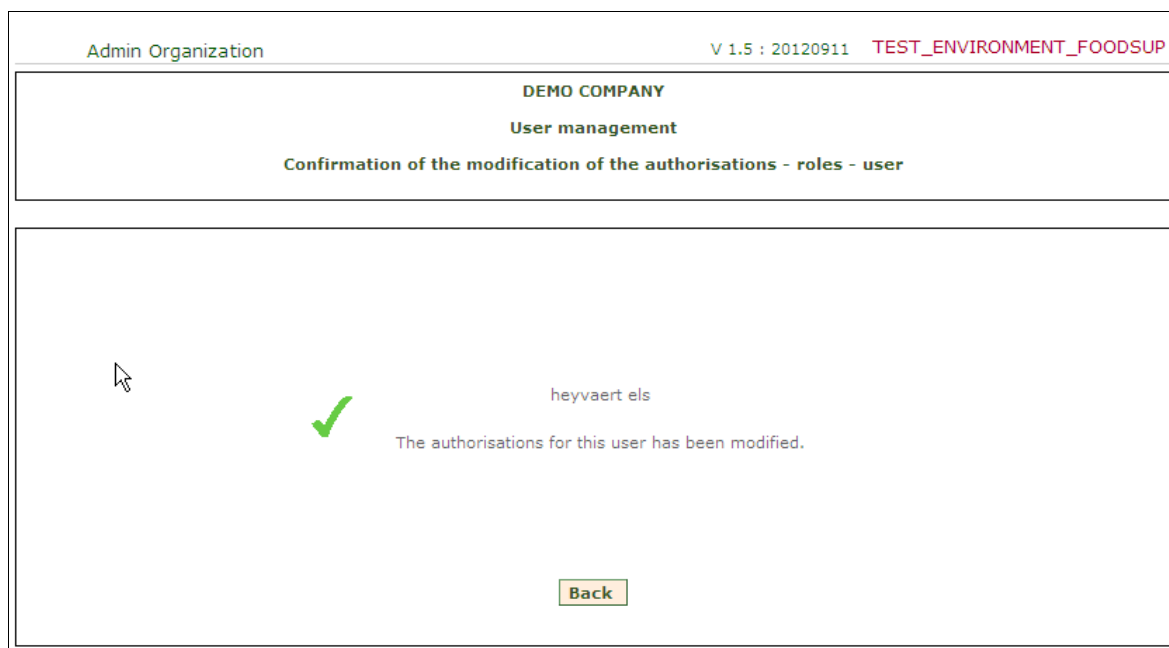 Admin Organization V 1.5 : 20120911 TEST_ENVIRONMENT_FOODSUP
DEMO COMPANY
User management
Confirmation of the modification of the authorisations - roles - user
heyvaert els
The authorisations for this user has been modified.
Back